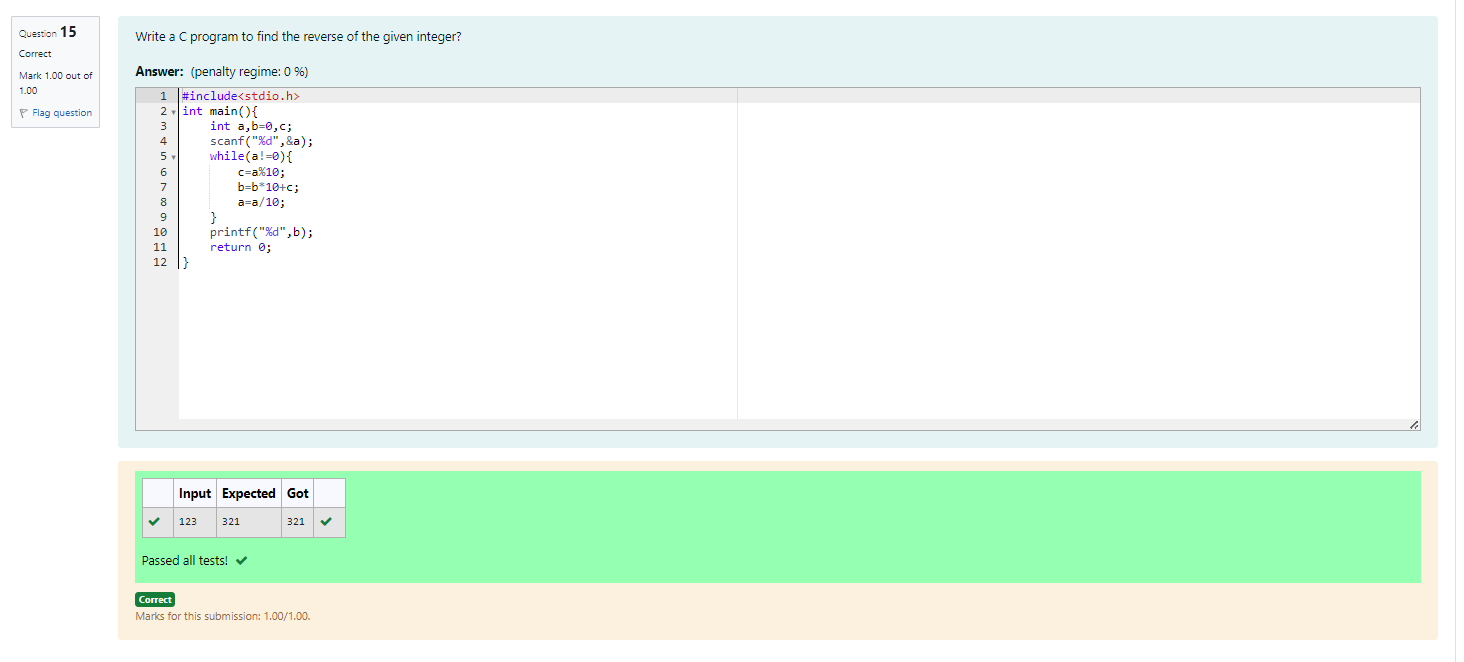 Question 15
Correct
Mark 1.00 out of
1.00
Flag question
Write a C program to find the reverse of the given integer?
Answer: (penalty regime: 0 %)
1 #include<stdio.h>
2 int main(){
3     int a,b=0,c;
4     scanf("%d",&a);
5     while(a!=0){
6         c=a%10;
7         b=b*10+c;
8         a=a/10;
9     }
10     printf("%d",b);
11     return 0;
12 }
Input Expected Got
123 321 321
Passed all tests!
Correct
Marks for this submission: 1.00/1.00.